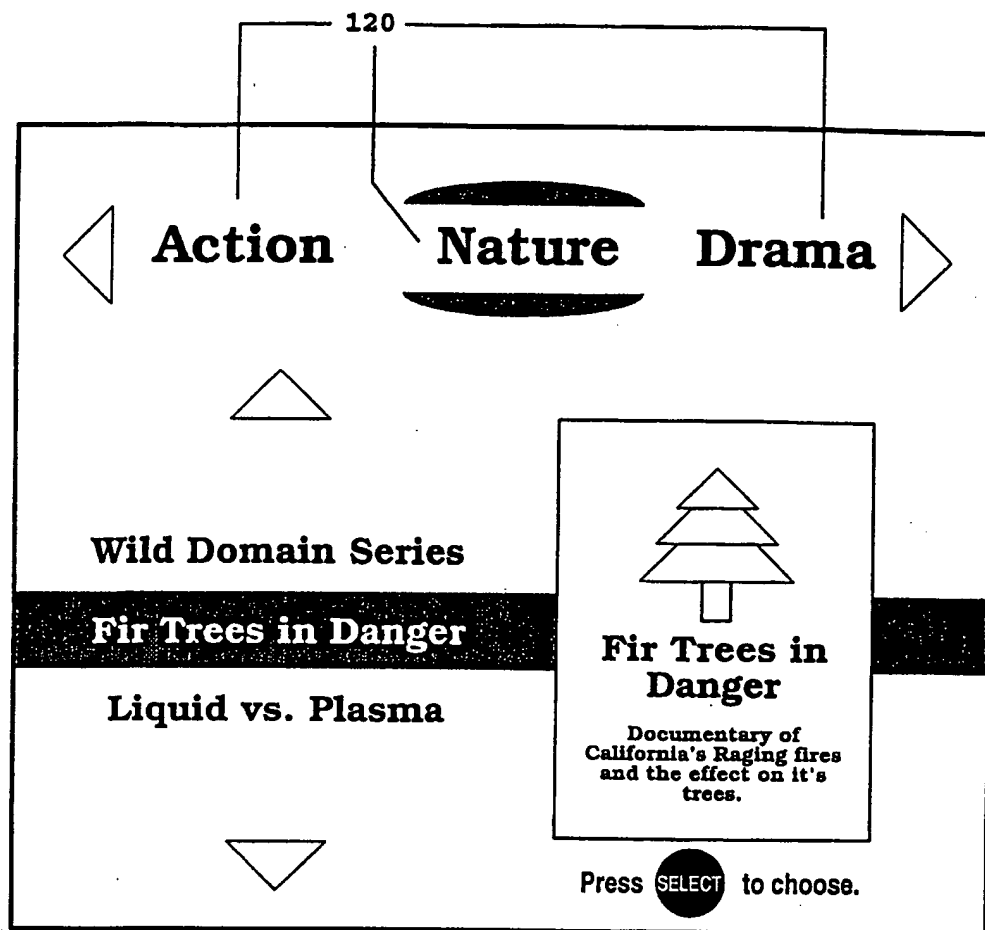 120
Action Nature Drama
Wild Domain Series
Fir Trees in Danger
Liquid vs. Plasma
Fir Trees in
Danger
Documentary of
California's Raging fires
and the effect on it's
trees.
Press SELECT to choose.